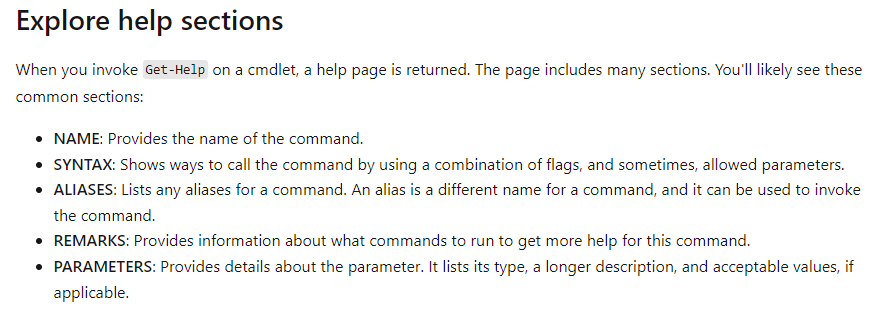 Explore help sections
When you invoke Get-Help on a cmdlet, a help page is returned. The page includes many sections. You'll likely see these
common sections:
• NAME: Provides the name of the command.
• SYNTAX: Shows ways to call the command by using a combination of flags, and sometimes, allowed parameters.
• ALIASES: Lists any aliases for a command. An alias is a different name for a command, and it can be used to invoke
the command.
• REMARKS: Provides information about what commands to run to get more help for this command.
• PARAMETERS: Provides details about the parameter. It lists its type, a longer description, and acceptable values, if
applicable.